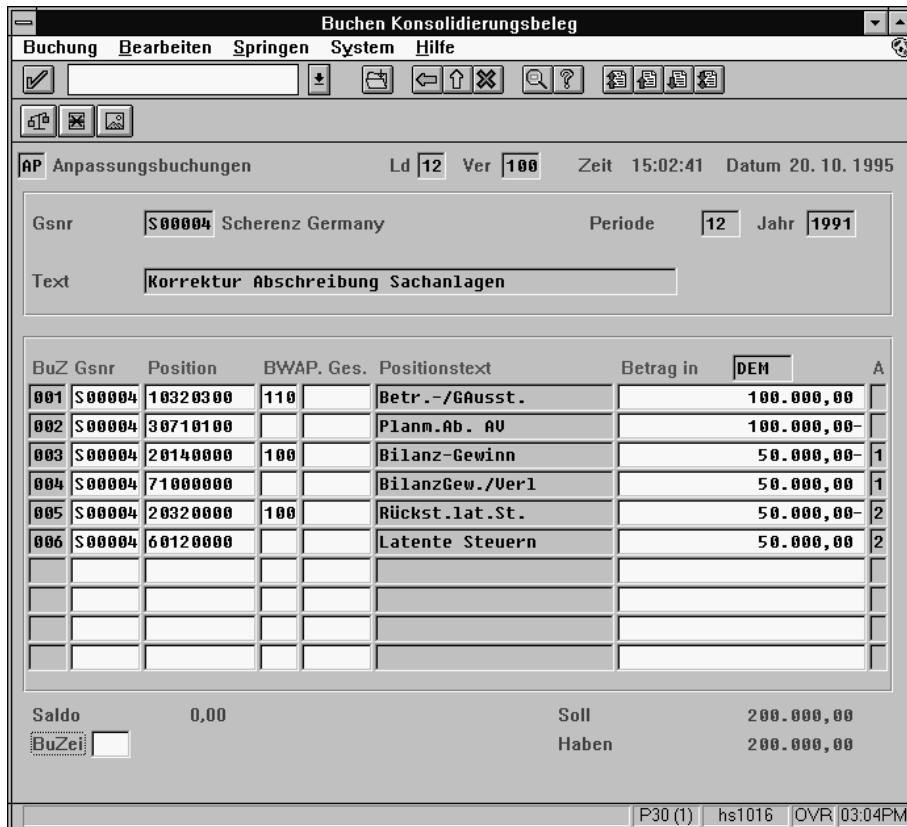 Buchen Konsolidierungsbeleg
Buchung Bearbeiten Springen System Hilfe
AP Anpassungsbuchungen Ld 12 Ver 100 Zeit 15:02:41 Datum 20. 10. 1995
Gsnr S00004 Scherenz Germany Periode 12 Jahr 1991
Text Korrektur Abschreibung Sachanlagen
BuZ Gsnr Position BWAP. Ges. Positionstext Betrag in DEM A
001 S00004 10320300 110 Betr.-/GAusst. 100.000,00
002 S00004 30710100 Planm.Ab. AV 100.000,00-
003 S00004 20140000 100 Bilanz-Gewinn 50.000,00- 1
004 S00004 71000000 BilanzGew./Verl 50.000,00 1
005 S00004 20320000 100 Rückst.lat.St. 50.000,00- 2
006 S00004 60120000 Latente Steuern 50.000,00 2
Saldo 0,00 Soll 200.000,00
BuZei Haben 200.000,00
P30 (1) hs1016 OVR 03:04PM